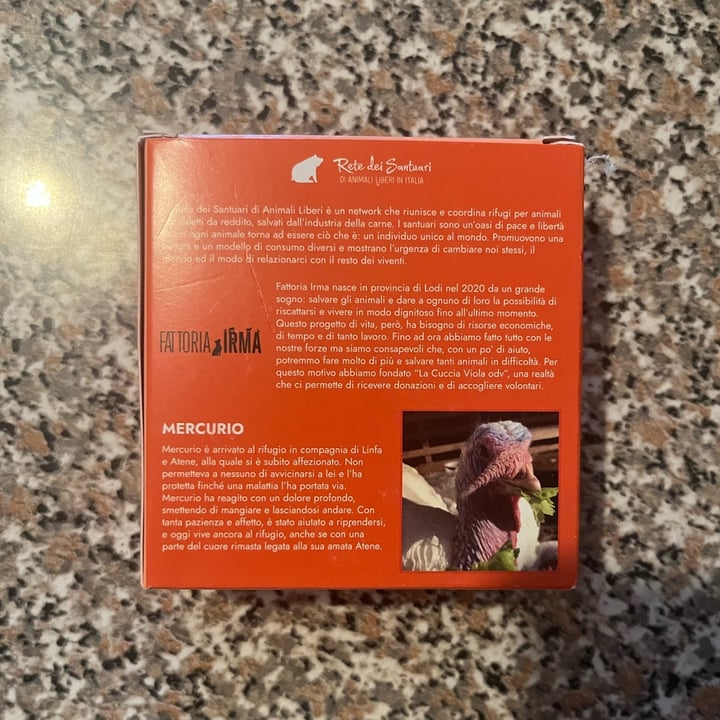 Rete dei Santuari
DI ANIMALI LIBERI IN ITALIA
dei Santuari di Animali Liberi è un network che riunisce e coordina rifugi per animali
da reddito, salvati dall'industria della carne. I santuari sono un'oasi di pace e libertà
ogni animale torna ad essere ciò che è: un individuo unico al mondo. Promuovono una
e un modello di consumo diversi e mostrano l'urgenza di cambiare noi stessi, il
mondo ed il modo di relazionarci con il resto dei viventi.
Fattoria Irma nasce in provincia di Lodi nel 2020 da un grande
sogno: salvare gli animali e dare a ognuno di loro la possibilità di
riscattarsi e vivere in modo dignitoso fino all'ultimo momento.
Questo progetto di vita, però, ha bisogno di risorse economiche,
di tempo e di tanto lavoro. Fino ad ora abbiamo fatto tutto con le
nostre forze ma siamo consapevoli che, con un po' di aiuto,
potremmo fare molto di più e salvare tanti animali in difficoltà. Per
questo motivo abbiamo fondato "La Cuccia Viola odv", una realtà
che ci permette di ricevere donazioni e di accogliere volontari.
FATTORIA IRMA
MERCURIO
Mercurio è arrivato al rifugio in compagnia di Linfa
e Atene, alla quale si è subito affezionato. Non
permetteva a nessuno di avvicinarsi a lei e l'ha
protetta finché una malattia l'ha portata via.
Mercurio ha reagito con un dolore profondo,
smettendo di mangiare e lasciandosi andare. Con
tanta pazienza e affetto, è stato aiutato a riprendersi,
e oggi vive ancora al rifugio, anche se con una
parte del cuore rimasta legata alla sua amata Atene.